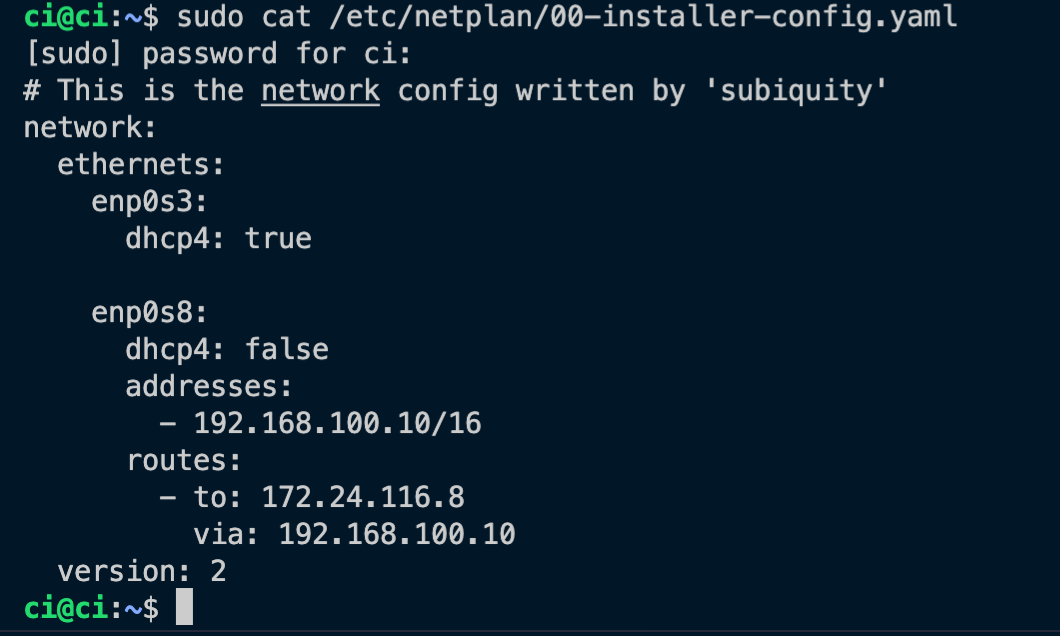 ci@ci:~$ sudo cat /etc/netplan/00-installer-config.yaml
[sudo] password for ci:
# This is the network config written by 'subiquity'
network:
  ethernets:
    enp0s3:
      dhcp4: true

    enp0s8:
      dhcp4: false
      addresses:
        - 192.168.100.10/16
      routes:
        - to: 172.24.116.8
          via: 192.168.100.10
  version: 2
ci@ci:~$